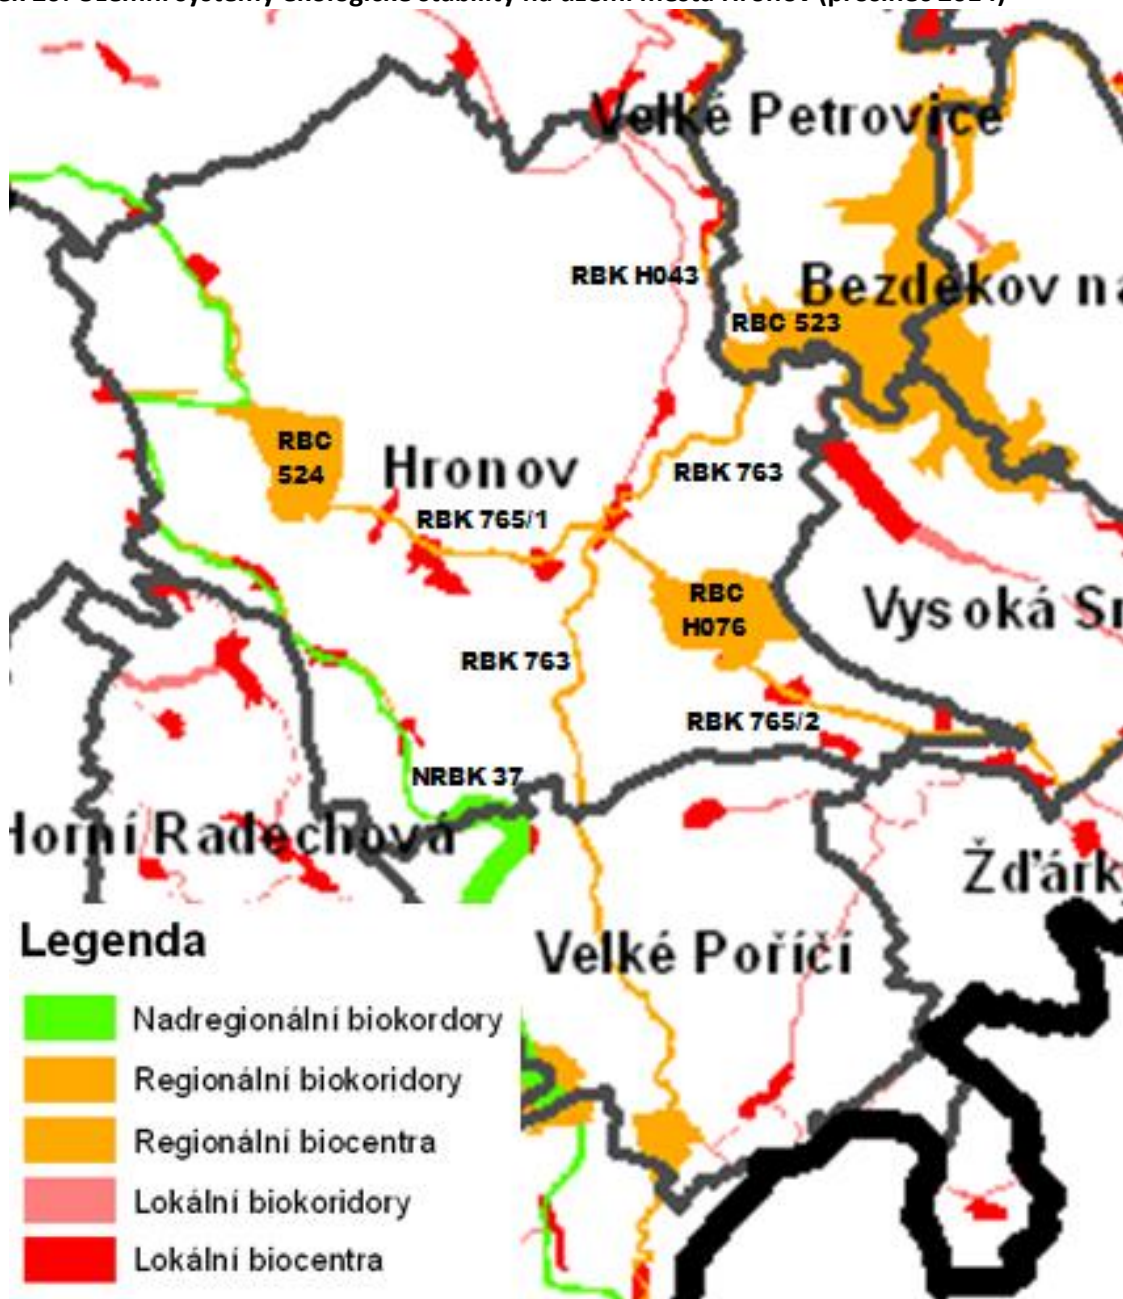 Velké Petrovice
RBK H043
Bezděkov na
RBC 523
RBC
524
Hronov
RBK 763
RBK 765/1
RBC
H076
Vysoká Sr
RBK 763
RBK 765/2
NRBK 37
Horní Radechová
Žďárk
Velké Poříčí
Legenda
Nadregionální biokordory
Regionální biokoridory
Regionální biocentra
Lokální biokoridory
Lokální biocentra